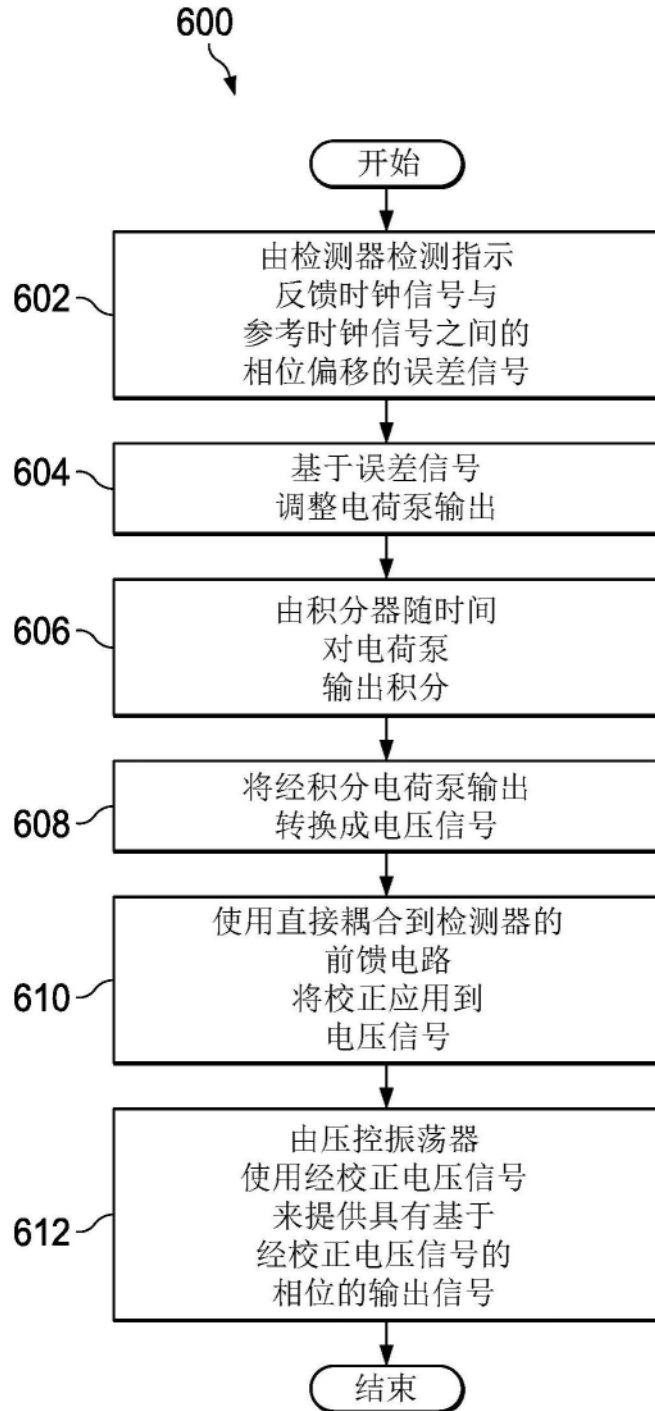 600
开始
602
由检测器检测指示
反馈时钟信号与
参考时钟信号之间的
相位偏移的误差信号
604
基于误差信号
调整电荷泵输出
606
由积分器随时间
对电荷泵
输出积分
608
将经积分电荷泵输出
转换成电压信号
610
使用直接耦合到检测器的
前馈电路
将校正应用到
电压信号
612
由压控振荡器
使用经校正电压信号
来提供具有基于
经校正电压信号的
相位的输出信号
结束